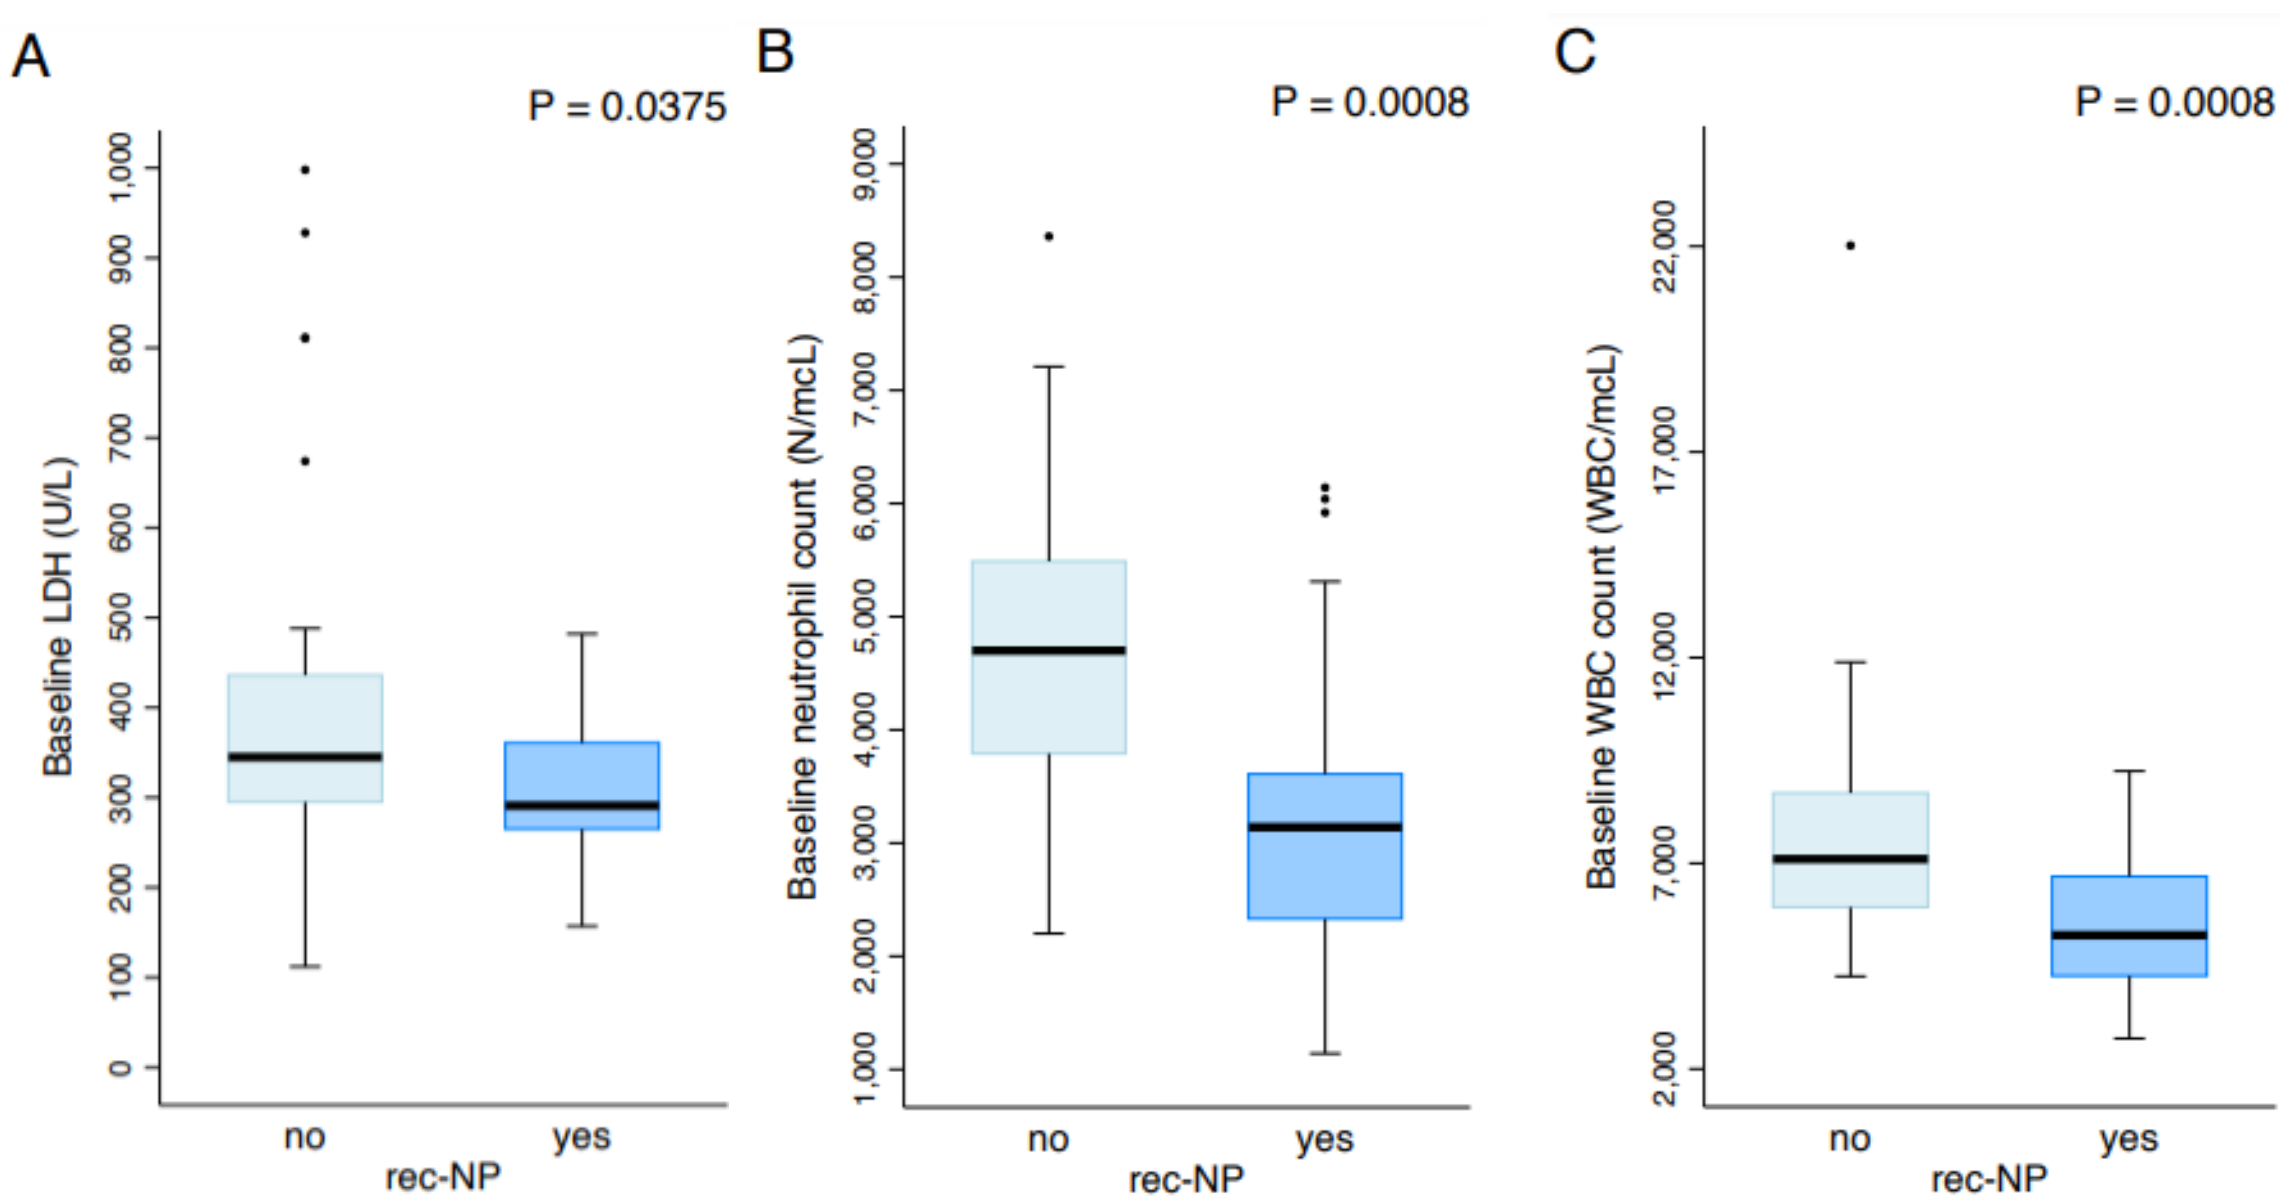 A
P = 0.0375
Baseline LDH (U/L)
1,000
900
800
700
600
500
400
300
200
100
0
no
yes
rec-NP
B
P = 0.0008
Baseline neutrophil count (N/mcL)
9,000
8,000
7,000
6,000
5,000
4,000
3,000
2,000
1,000
no
yes
rec-NP
C
P = 0.0008
Baseline WBC count (WBC/mcL)
22,000
17,000
12,000
7,000
2,000
no
yes
rec-NP